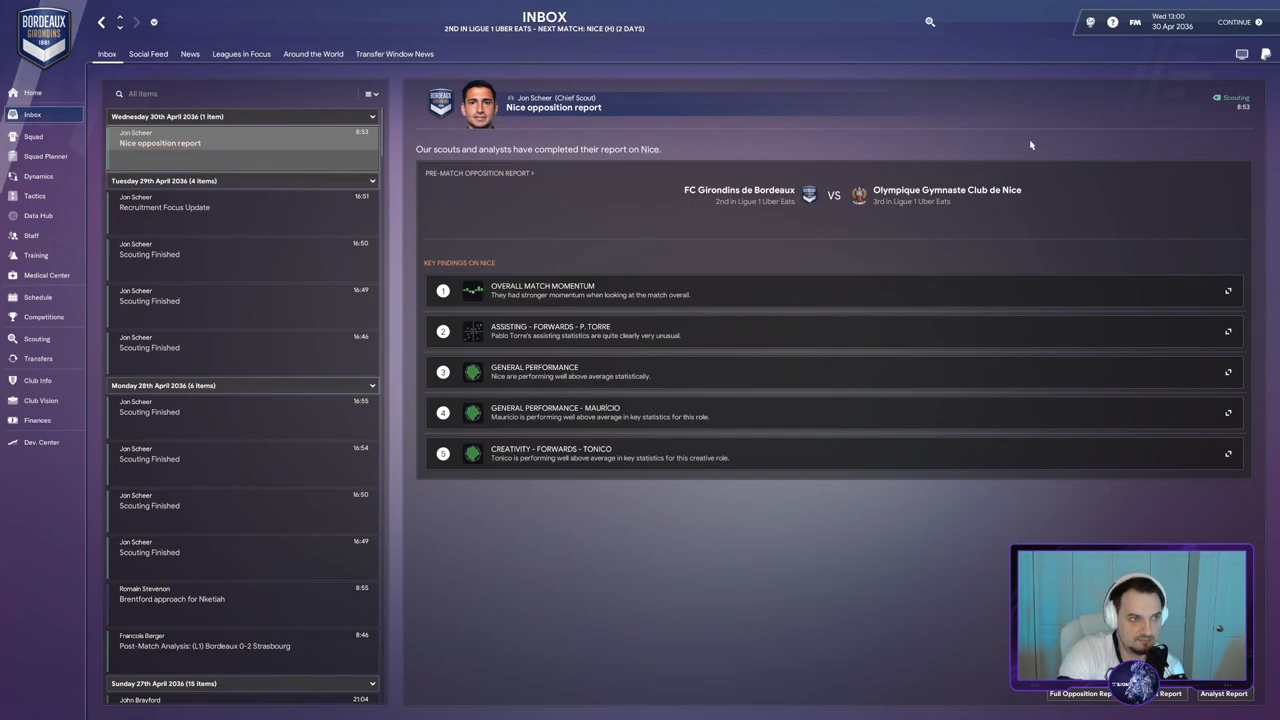 BORDEAUX
GIRONDINS
1881
INBOX
2ND IN LIGUE 1 UBER EATS - NEXT MATCH: NICE (H) (2 DAYS)
FM
Wed 13:00
30 Apr 2036
CONTINUE
Inbox
Social Feed
News
Leagues in Focus
Around the World
Transfer Window News
Home
Inbox
Squad
Squad Planner
Dynamics
Tactics
Data Hub
Staff
Training
Medical Center
Schedule
Competitions
Scouting
Transfers
Club Info
Club Vision
Finances
Dev. Center
All Items
Wednesday 30th April 2036 (1 item)
Jon Scheer
8:53
Nice opposition report
Tuesday 29th April 2036 (4 items)
Jon Scheer
16:51
Recruitment Focus Update
Jon Scheer
16:50
Scouting Finished
Jon Scheer
16:49
Scouting Finished
Jon Scheer
16:46
Scouting Finished
Monday 28th April 2036 (6 items)
Jon Scheer
16:55
Scouting Finished
Jon Scheer
16:54
Scouting Finished
Jon Scheer
16:50
Scouting Finished
Jon Scheer
16:49
Scouting Finished
Romain Stevenon
8:55
Brentford approach for Nketiah
Francois Berger
8:46
Post-Match Analysis: (L1) Bordeaux 0-2 Strasbourg
Sunday 27th April 2036 (15 items)
John Brayford
21:04
Jon Scheer (Chief Scout)
Nice opposition report
Scouting
8:53
Our scouts and analysts have completed their report on Nice.
PRE-MATCH OPPOSITION REPORT >
FC Girondins de Bordeaux
2nd in Ligue 1 Uber Eats
VS
Olympique Gymnaste Club de Nice
3rd in Ligue 1 Uber Eats
KEY FINDINGS ON NICE
1
OVERALL MATCH MOMENTUM
They had stronger momentum when looking at the match overall.
2
ASSISTING - FORWARDS - P. TORRE
Pablo Torre's assisting statistics are quite clearly very unusual.
3
GENERAL PERFORMANCE
Nice are performing well above average statistically.
4
GENERAL PERFORMANCE - MAURÍCIO
Maurício is performing well above average in key statistics for this role.
5
CREATIVITY - FORWARDS - TONICO
Tonico is performing well above average in key statistics for this creative role.
Full Opposition Rep
Report
Analyst Report